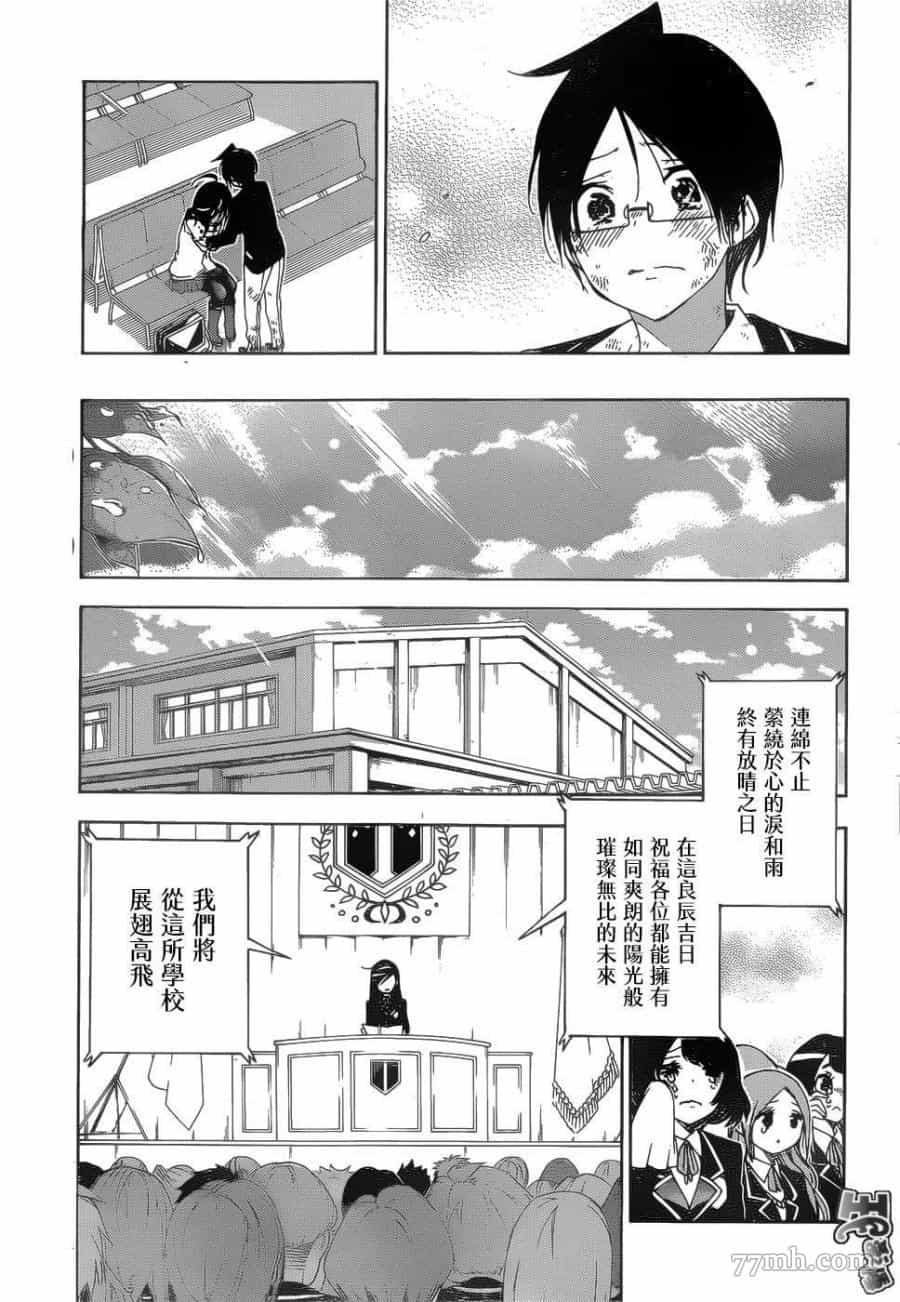 連綿不止
縈繞於心的淚和雨
終有放晴之日
在這良辰吉日
祝福各位都能擁有
如同爽朗的陽光般
璀璨無比的未來
我們將
從這所學校
展翅高飛
77mh.com